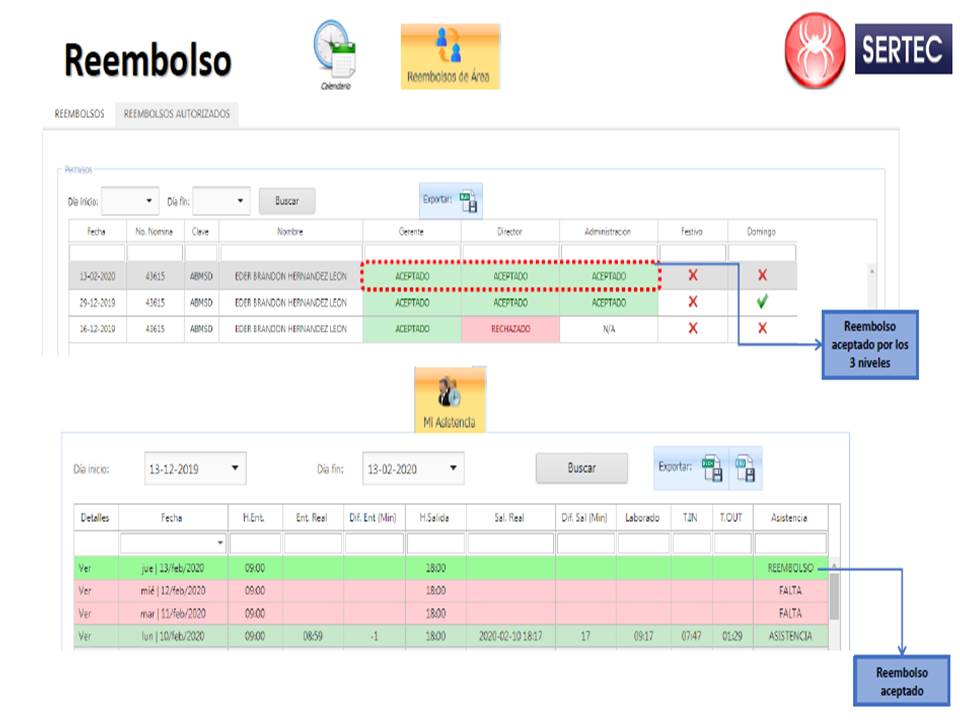 Reembolso
Calendario
Reembolsos de Área
SERTEC
REEMBOLSOS REEMBOLSOS AUTORIZADOS
Permisos
Día Inicio: Día fin: Buscar Exportar:
Fecha No. Nomina Clave Nombre Gerente Director Administración Festivo Domingo
13-02-2020 43615 ABMSD EDER BRANDON HERNANDEZ LEON ACEPTADO ACEPTADO ACEPTADO
29-12-2019 43615 ABMSD EDER BRANDON HERNANDEZ LEON ACEPTADO ACEPTADO ACEPTADO
16-12-2019 43615 ABMSD EDER BRANDON HERNANDEZ LEON ACEPTADO RECHAZADO N/A
Reembolso
aceptado por los
3 niveles
Mi Asistencia
Día inicio: 13-12-2019 Día fin: 13-02-2020 Buscar Exportar:
Detalles Fecha H.Ent. Ent. Real Dif. Ent (Min) H.Salida Sal. Real Dif. Sal (Min) Laborado T.IN T.OUT Asistencia
Ver jue | 13/feb/2020 09:00 18:00 REEMBOLSO
Ver mié | 12/feb/2020 09:00 18:00 FALTA
Ver mar | 11/feb/2020 09:00 18:00 FALTA
Ver lun | 10/feb/2020 09:00 08:59 -1 18:00 2020-02-10 18:17 17 09:17 07:47 01:29 ASISTENCIA
Reembolso
aceptado